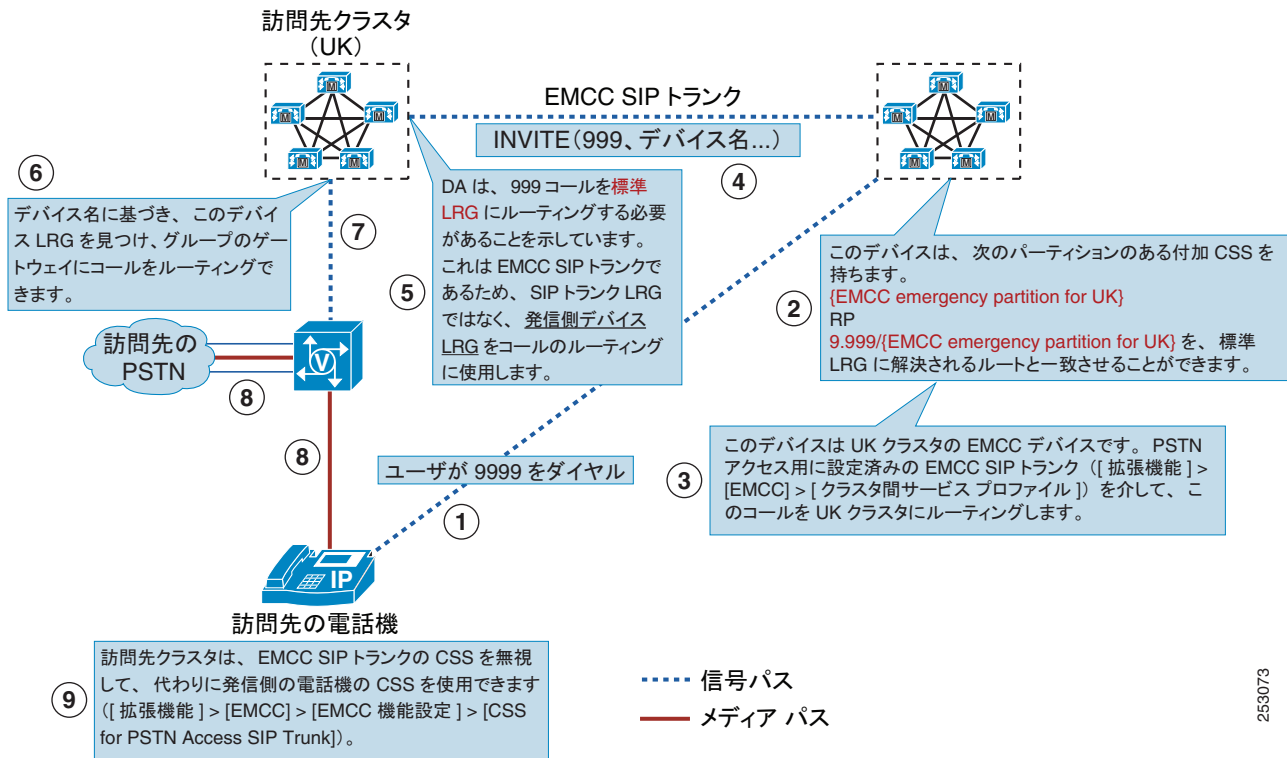 訪問先クラスタ
(UK)
EMCC SIP トランク
INVITE(999、デバイス名...)
④
⑥
デバイス名に基づき、このデバイ
ス LRG を見つけ、グループのゲー
トウェイにコールをルーティングで
きます。
⑦
DA は、999 コールを標準
LRG にルーティングする必要
があることを示しています。
これは EMCC SIP トランクで
あるため、SIP トランク LRG
ではなく、発信側デバイス
LRG をコールのルーティング
に使用します。
⑤
このデバイスは、次のパーティションのある付加 CSS を
持ちます。
{EMCC emergency partition for UK}
RP
9.999/{EMCC emergency partition for UK} を、標準
LRG に解決されるルートと一致させることができます。
②
訪問先の
PSTN
V
⑧
⑧
このデバイスは UK クラスタの EMCC デバイスです。PSTN
アクセス用に設定済みの EMCC SIP トランク([ 拡張機能 ] >
[EMCC] > [ クラスタ間サービス プロファイル ])を介して、こ
のコールを UK クラスタにルーティングします。
③
ユーザが 9999 をダイヤル
①
IP
訪問先の電話機
訪問先クラスタは、EMCC SIP トランクの CSS を無視
して、代わりに発信側の電話機の CSS を使用できます
([ 拡張機能 ] > [EMCC] > [EMCC 機能設定 ] > [CSS
for PSTN Access SIP Trunk])。
⑨
信号パス
メディア パス
253073
M
M
M
M
M
M
M
M
M
M